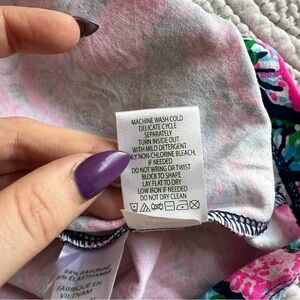 MACHINE WASH COLD
DELICATE CYCLE
SEPARATELY
TURN INSIDE OUT
WITH MILD DETERGENT
ONLY NON-CHLORINE BLEACH,
IF NEEDED
DO NOT WRING OR TWIST
BLOCK TO SHAPE
LAY FLAT TO DRY
LOW IRON IF NEEDED
DO NOT DRY CLEAN
RAYONNE
ELASTHANNE
FABRIQUÉ EN
VIETNAM